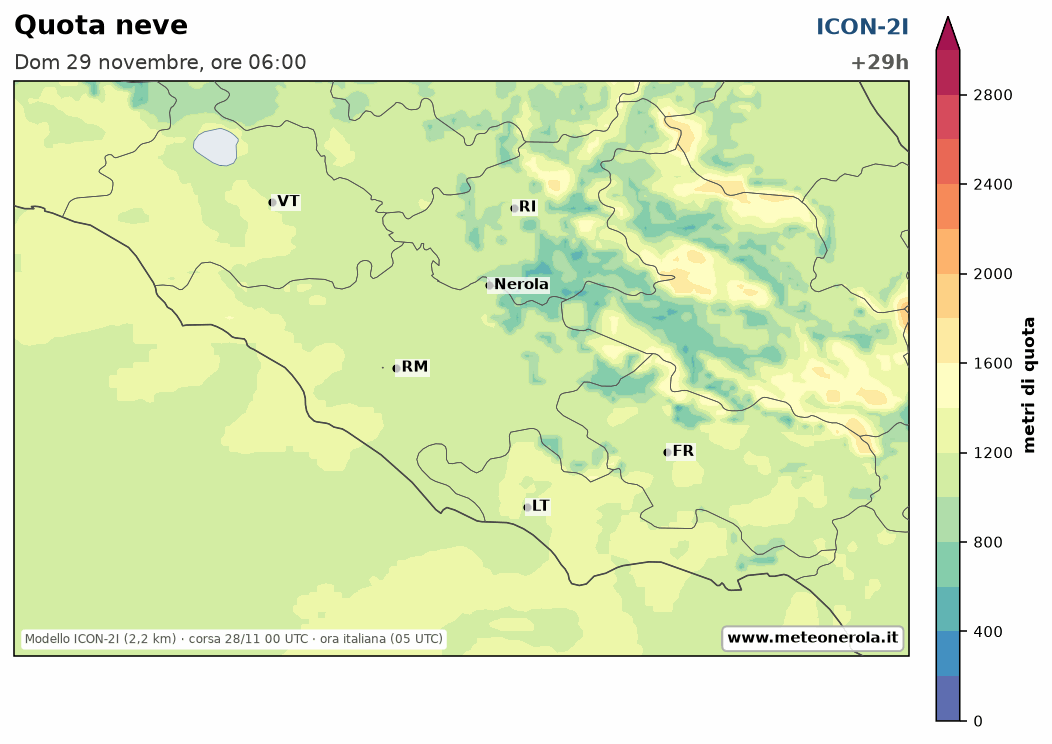 Quota neve
ICON-2I
Dom 29 novembre, ore 06:00
+29h
2800
2400
2000
1600
1200
800
400
0
metri di quota
VT
RI
Nerola
RM
FR
LT
Modello ICON-2I (2,2 km) · corsa 28/11 00 UTC · ora italiana (05 UTC)
www.meteonerola.it